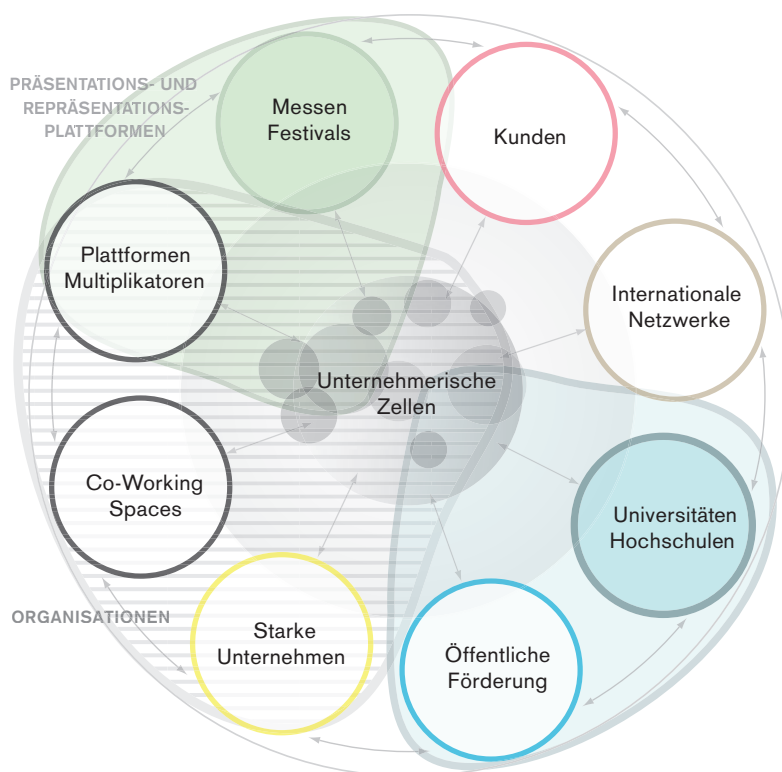 PRÄSENTATIONS- UND
REPRÄSENTATIONS-
PLATTFORMEN
Messen
Festivals
Kunden
Plattformen
Multiplikatoren
Internationale
Netzwerke
Unternehmerische
Zellen
Co-Working
Spaces
Universitäten
Hochschulen
ORGANISATIONEN
Starke
Unternehmen
Öffentliche
Förderung